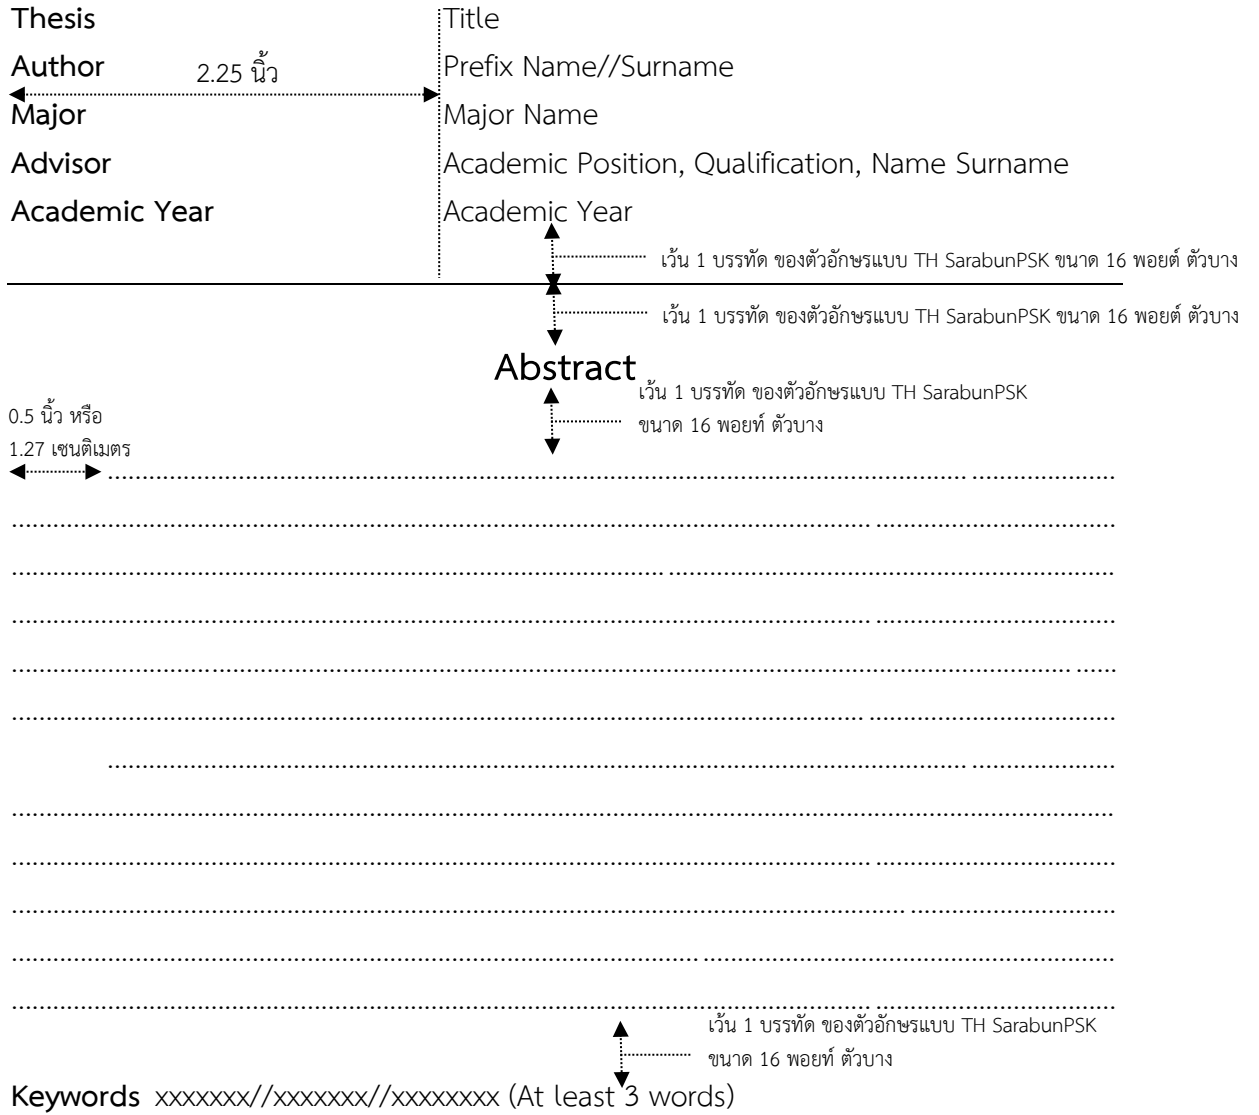 Thesis Title
Author 2.25 นิ้ว Prefix Name//Surname
Major Major Name
Advisor Academic Position, Qualification, Name Surname
Academic Year Academic Year
เว้น 1 บรรทัด ของตัวอักษรแบบ TH SarabunPSK ขนาด 16 พอยต์ ตัวบาง
เว้น 1 บรรทัด ของตัวอักษรแบบ TH SarabunPSK ขนาด 16 พอยต์ ตัวบาง
Abstract
เว้น 1 บรรทัด ของตัวอักษรแบบ TH SarabunPSK
ขนาด 16 พอยท์ ตัวบาง
0.5 นิ้ว หรือ
1.27 เซนติเมตร
เว้น 1 บรรทัด ของตัวอักษรแบบ TH SarabunPSK
ขนาด 16 พอยท์ ตัวบาง
Keywords xxxxxxx//xxxxxxx//xxxxxxxx (At least 3 words)